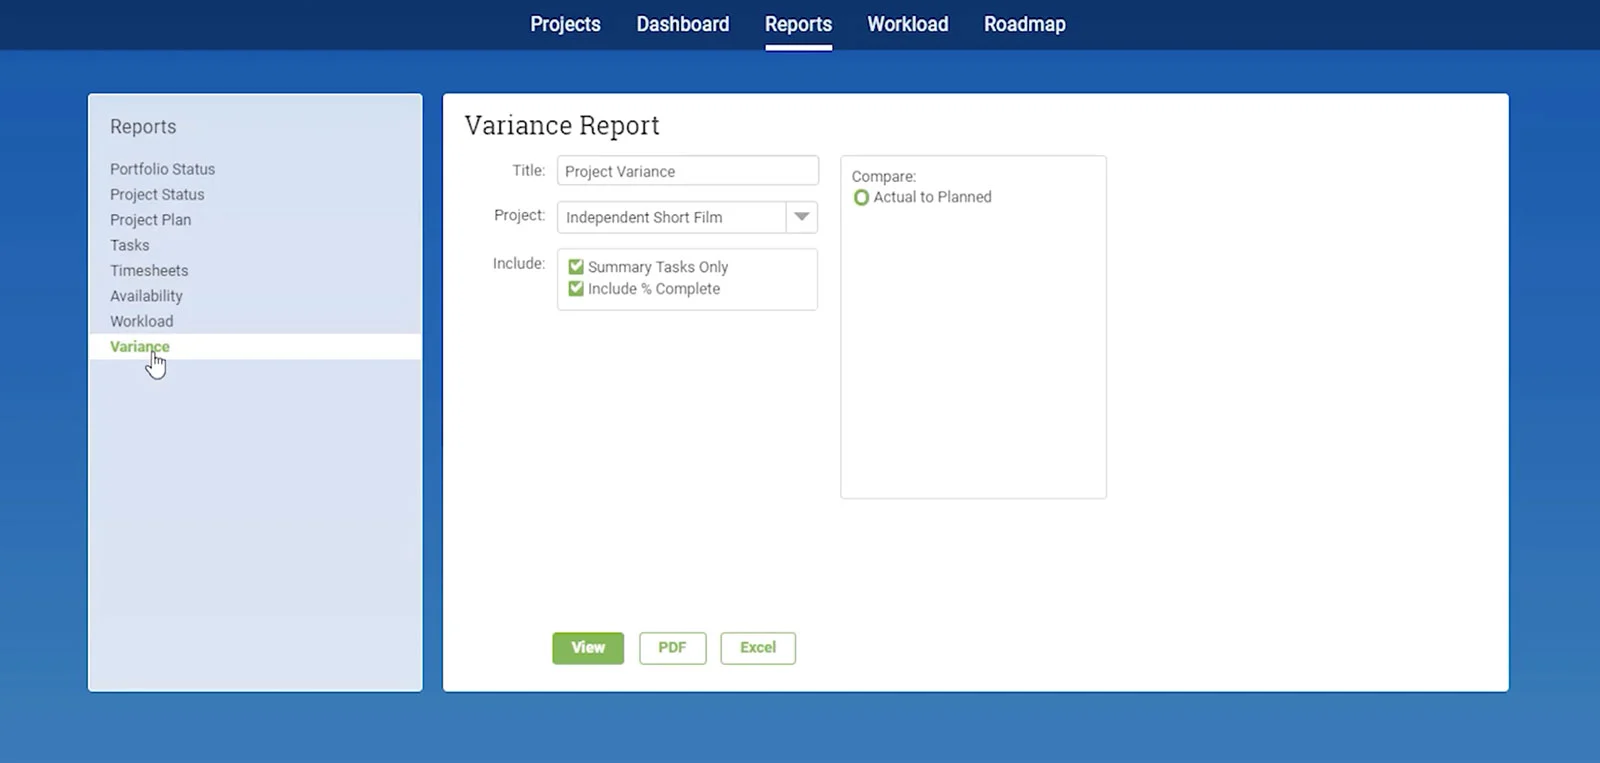 Projects Dashboard Reports Workload Roadmap
Reports
Portfolio Status
Project Status
Project Plan
Tasks
Timesheets
Availability
Workload
Variance
Variance Report
Title: Project Variance
Project: Independent Short Film
Include: Summary Tasks Only
Include % Complete
Compare:
Actual to Planned
View PDF Excel